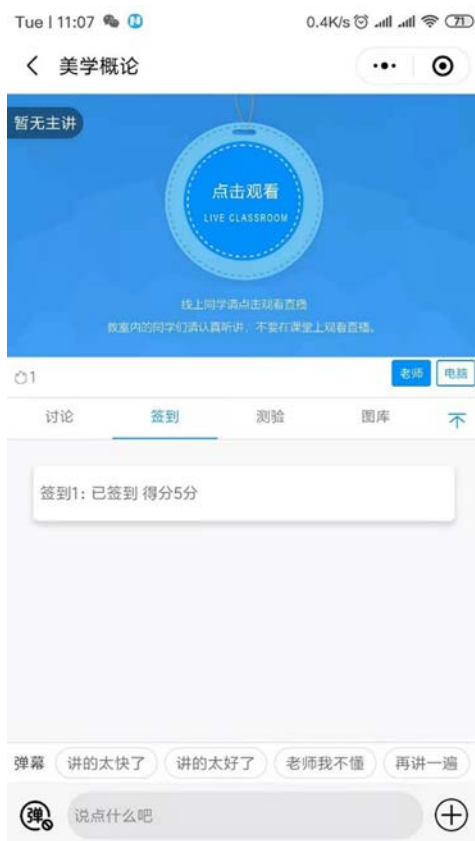 Tue | 11:07
0.4K/s
71
美学概论
暂无主讲
点击观看
LIVE CLASSROOM
线上同学请点击观看直播
教室内的同学们请认真听讲，不要在课堂上观看直播。
1
老师
电脑
讨论
签到
测验
图库
签到1: 已签到 得分5分
弹幕
讲的太快了
讲的太好了
老师我不懂
再讲一遍
弹
说点什么吧